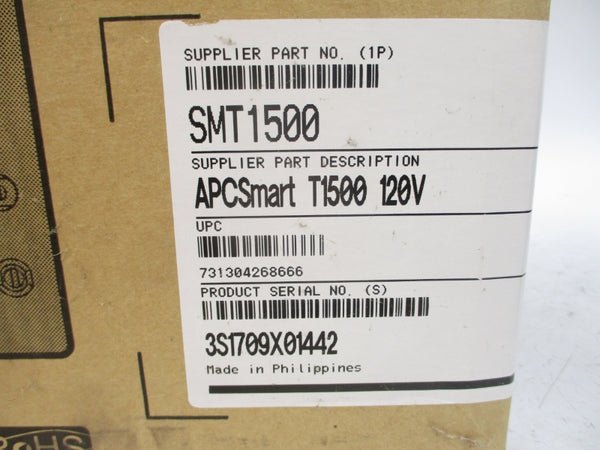 SUPPLIER PART NO. (1P)
SMT1500
SUPPLIER PART DESCRIPTION
APCSmart T1500 120V
UPC
731304268666
PRODUCT SERIAL NO. (S)
3S1709X01442
Made in Philippines
RoHS